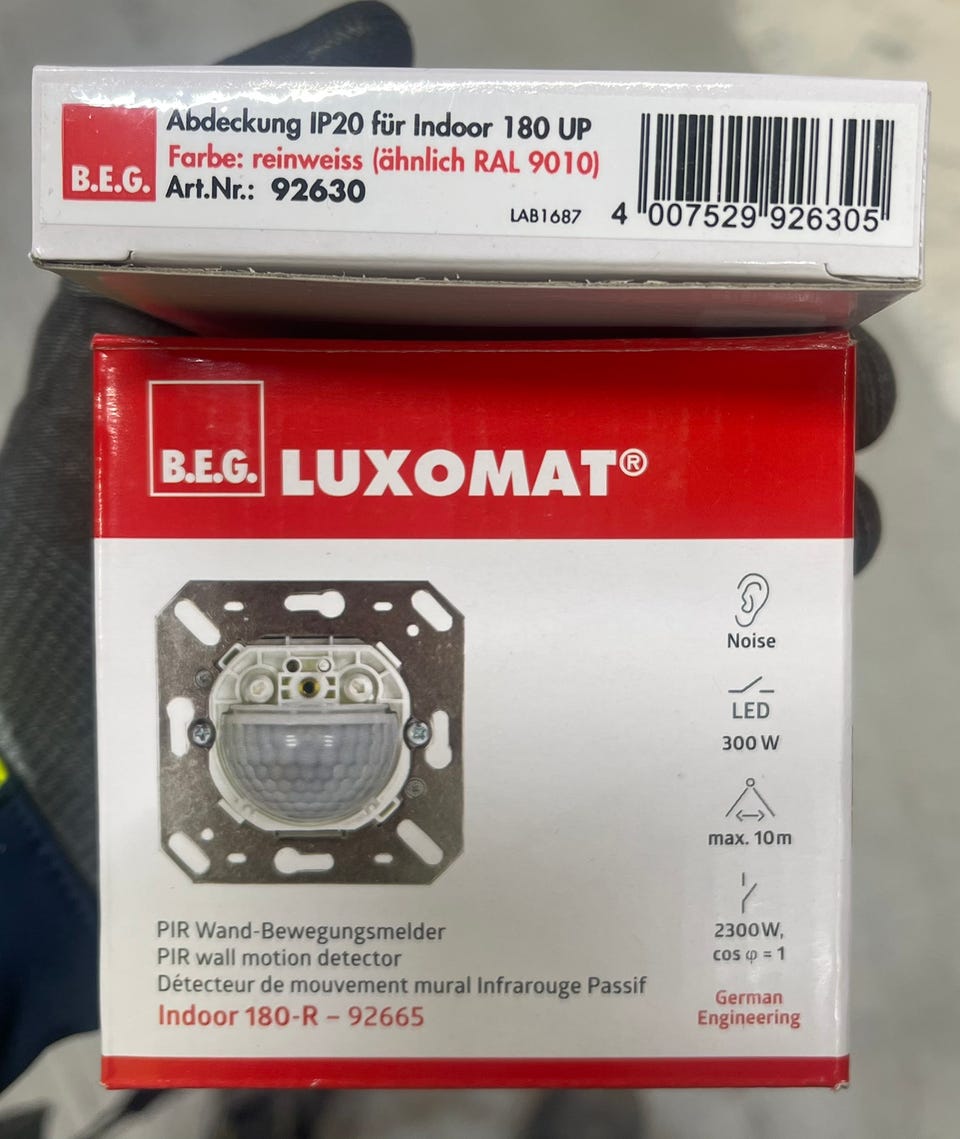 B.E.G.
Abdeckung IP20 für Indoor 180 UP
Farbe: reinweiss (ähnlich RAL 9010)
Art.Nr.: 92630
LAB1687
4 007529 926305
B.E.G. LUXOMAT®
Noise
LED
300 W
max. 10m
2300W,
cos φ = 1
German
Engineering
PIR Wand-Bewegungsmelder
PIR wall motion detector
Détecteur de mouvement mural Infrarouge Passif
Indoor 180-R – 92665